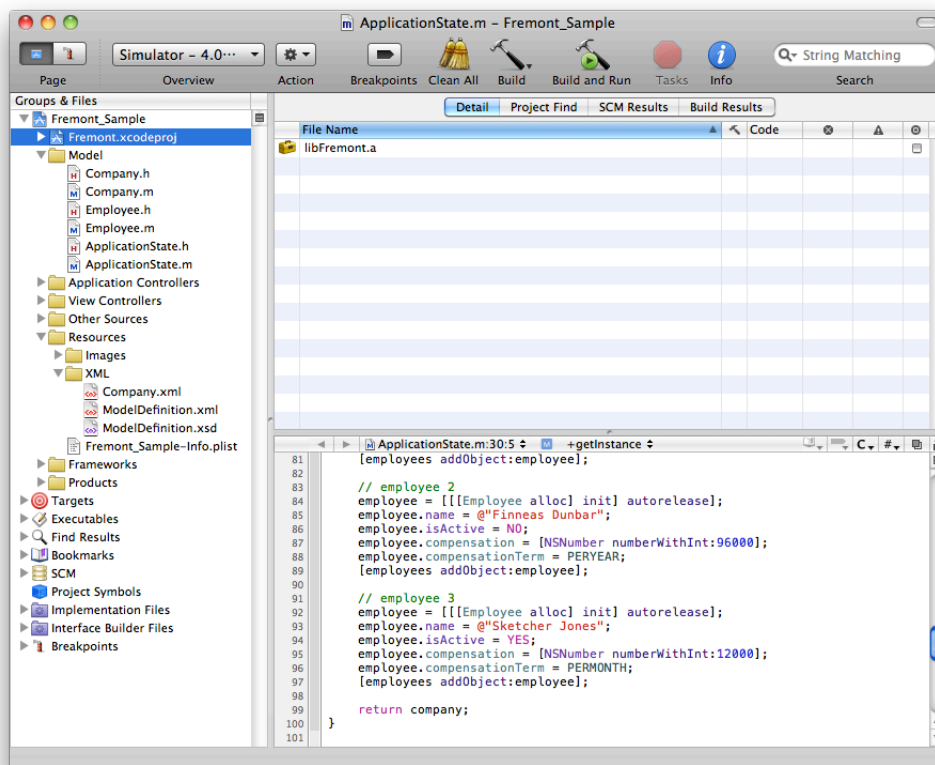 ApplicationState.m – Fremont_Sample
Simulator – 4.0···
String Matching
Page Overview Action Breakpoints Clean All Build Build and Run Tasks Info Search
Groups & Files
Detail Project Find SCM Results Build Results
Fremont_Sample
Fremont.xcodeproj
Model
Company.h
Company.m
Employee.h
Employee.m
ApplicationState.h
ApplicationState.m
Application Controllers
View Controllers
Other Sources
Resources
Images
XML
Company.xml
ModelDefinition.xml
ModelDefinition.xsd
Fremont_Sample-Info.plist
Frameworks
Products
Targets
Executables
Find Results
Bookmarks
SCM
Project Symbols
Implementation Files
Interface Builder Files
Breakpoints
File Name Code
libFremont.a
ApplicationState.m:30:5 M +getInstance C #
81 [employees addObject:employee];
82
83 // employee 2
84 employee = [[[Employee alloc] init] autorelease];
85 employee.name = @"Finneas Dunbar";
86 employee.isActive = NO;
87 employee.compensation = [NSNumber numberWithInt:96000];
88 employee.compensationTerm = PERYEAR;
89 [employees addObject:employee];
90
91 // employee 3
92 employee = [[[Employee alloc] init] autorelease];
93 employee.name = @"Sketcher Jones";
94 employee.isActive = YES;
95 employee.compensation = [NSNumber numberWithInt:12000];
96 employee.compensationTerm = PERMONTH;
97 [employees addObject:employee];
98
99 return company;
100 }
101